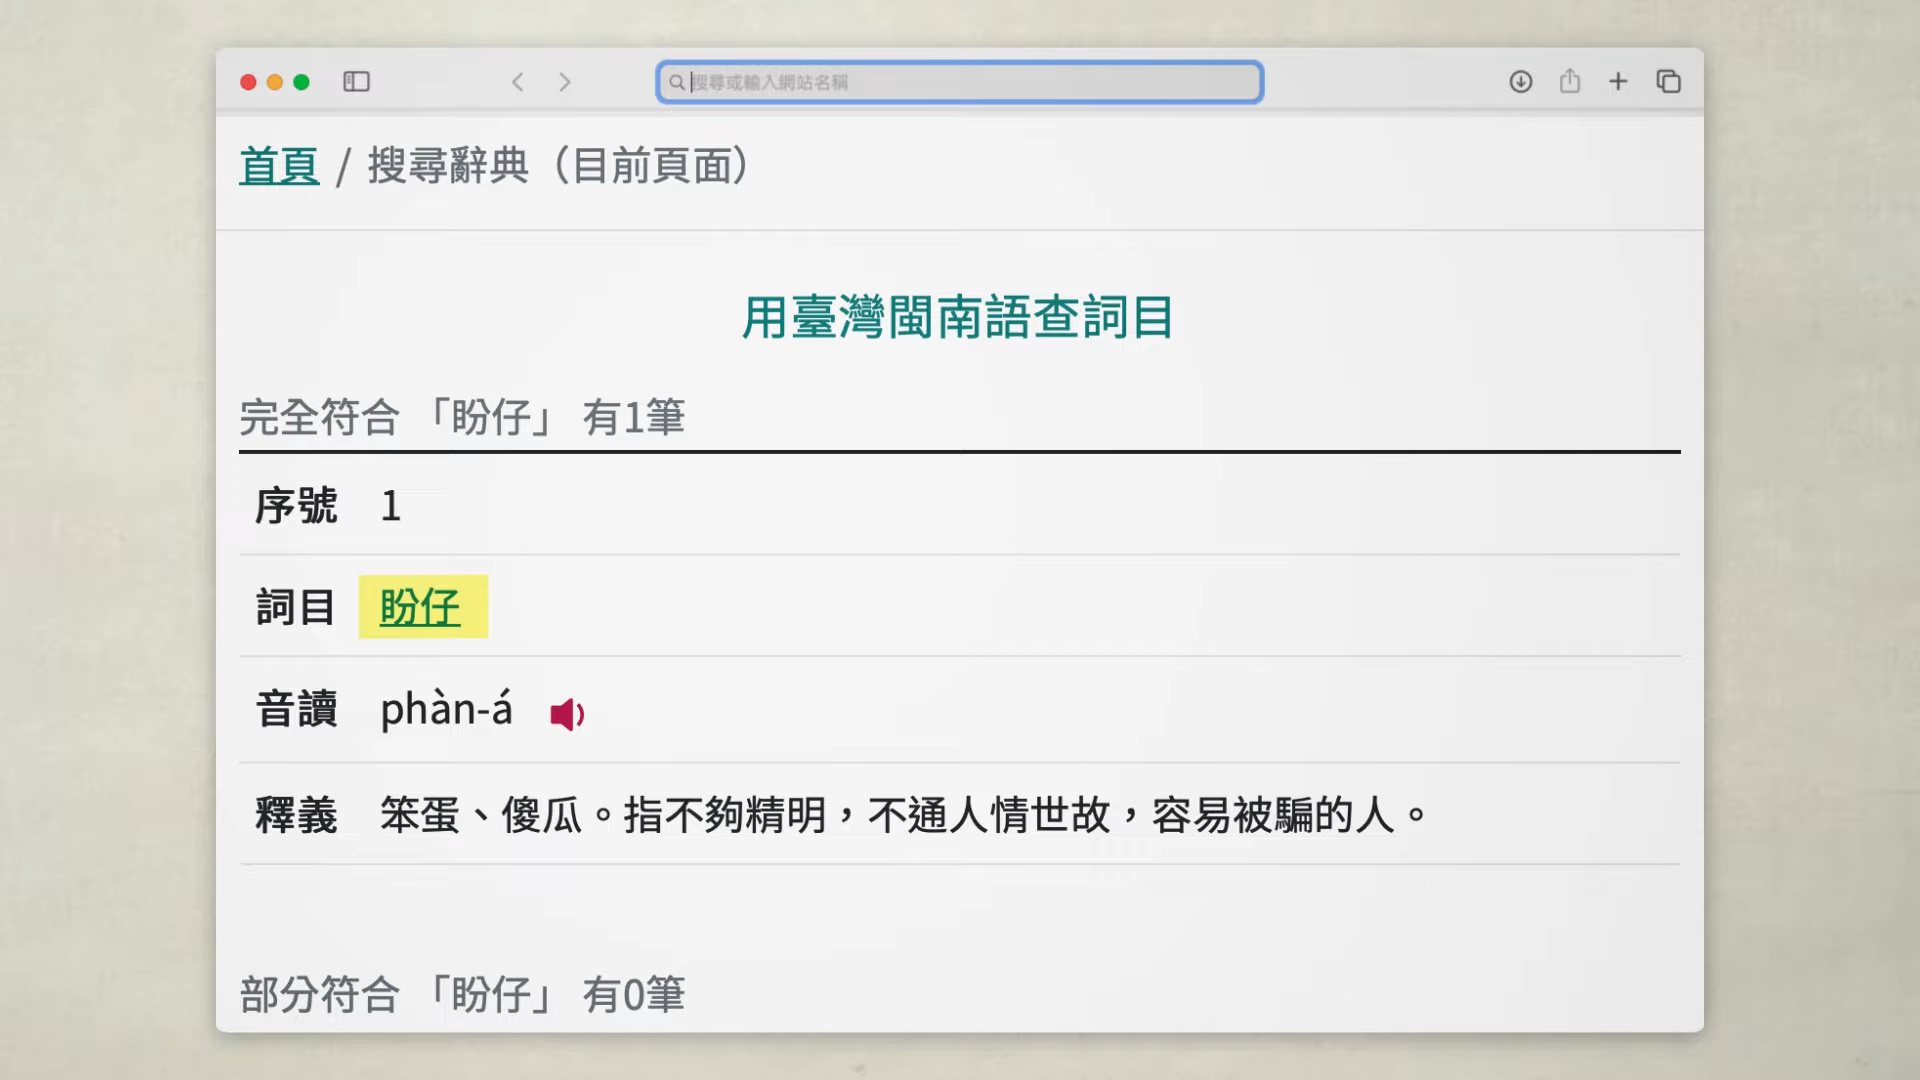 搜尋或輸入網站名稱
首頁 / 搜尋辭典（目前頁面）
用臺灣閩南語查詞目
完全符合 「盼仔」 有1筆
序號 1
詞目 盼仔
音讀 phàn-á
釋義 笨蛋、傻瓜。指不夠精明，不通人情世故，容易被騙的人。
部分符合 「盼仔」 有0筆